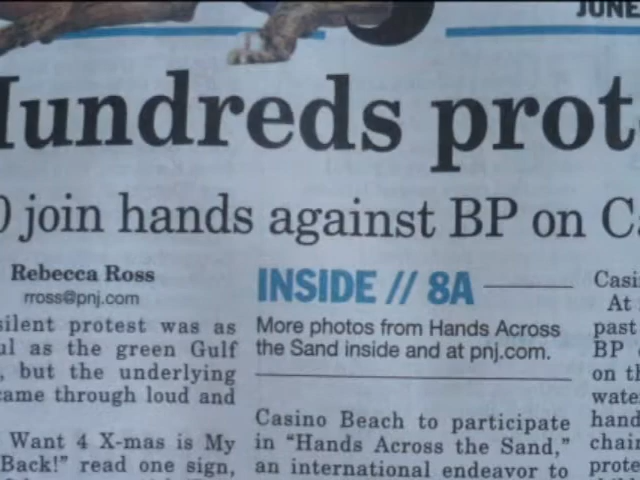 JUNE
Hundreds prot
0 join hands against BP on C
Rebecca Ross
rross@pnj.com
silent protest was as
ul as the green Gulf
, but the underlying
came through loud and
Want 4 X-mas is My
Back!” read one sign,
INSIDE // 8A
More photos from Hands Across
the Sand inside and at pnj.com.
Casino Beach to participate
in “Hands Across the Sand,”
an international endeavor to
Casi
At
past
BP
on th
wate
hand
chain
prote